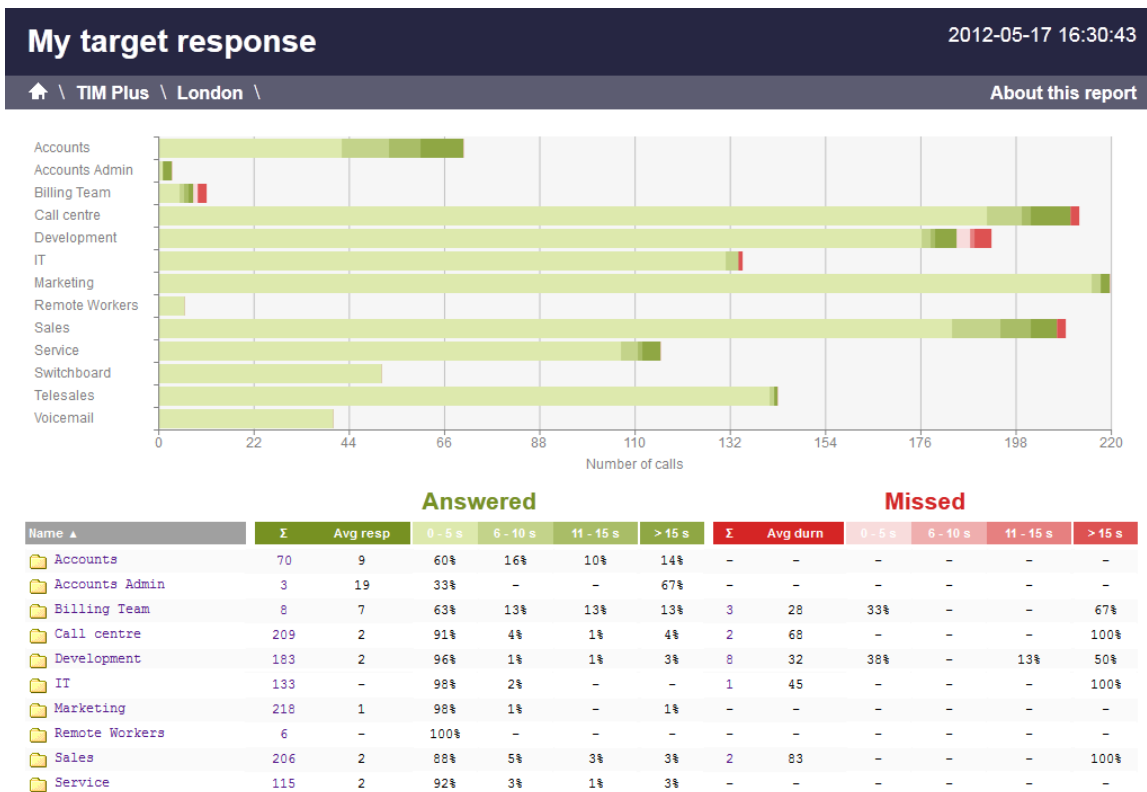 My target response 2012-05-17 16:30:43
\ TIM Plus \ London \ About this report
Accounts
Accounts Admin
Billing Team
Call centre
Development
IT
Marketing
Remote Workers
Sales
Service
Switchboard
Telesales
Voicemail
0 22 44 66 88 110 132 154 176 198 220
Number of calls
Answered Missed
Name ▲ Σ Avg resp 0 - 5 s 6 - 10 s 11 - 15 s > 15 s Σ Avg durn 0 - 5 s 6 - 10 s 11 - 15 s > 15 s
Accounts 70 9 60% 16% 10% 14% - - - - - -
Accounts Admin 3 19 33% - - 67% - - - - - -
Billing Team 8 7 63% 13% 13% 13% 3 28 33% - - 67%
Call centre 209 2 91% 4% 1% 4% 2 68 - - - 100%
Development 183 2 96% 1% 1% 3% 8 32 38% - 13% 50%
IT 133 - 98% 2% - - 1 45 - - - 100%
Marketing 218 1 98% 1% - 1% - - - - - -
Remote Workers 6 - 100% - - - - - - - - -
Sales 206 2 88% 5% 3% 3% 2 83 - - - 100%
Service 115 2 92% 3% 1% 3% - - - - - -